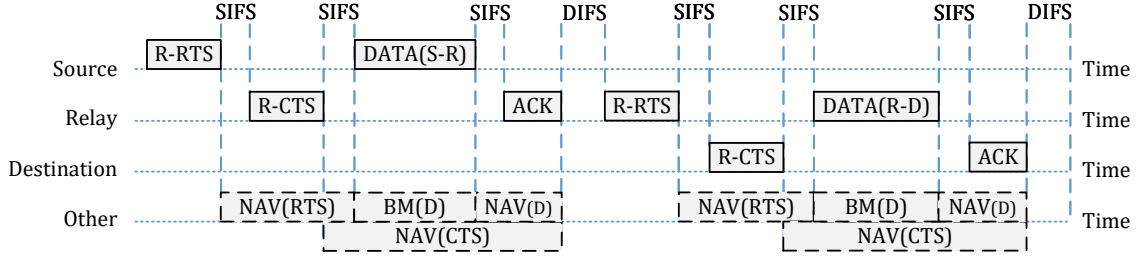 SIFS SIFS SIFS DIFS SIFS SIFS SIFS DIFS
R-RTS DATA(S-R)
Source Time
R-CTS ACK R-RTS DATA(R-D)
Relay Time
R-CTS ACK
Destination Time
NAV(RTS) BM(D) NAV(D) NAV(RTS) BM(D) NAV(D)
Other Time
NAV(CTS) NAV(CTS)